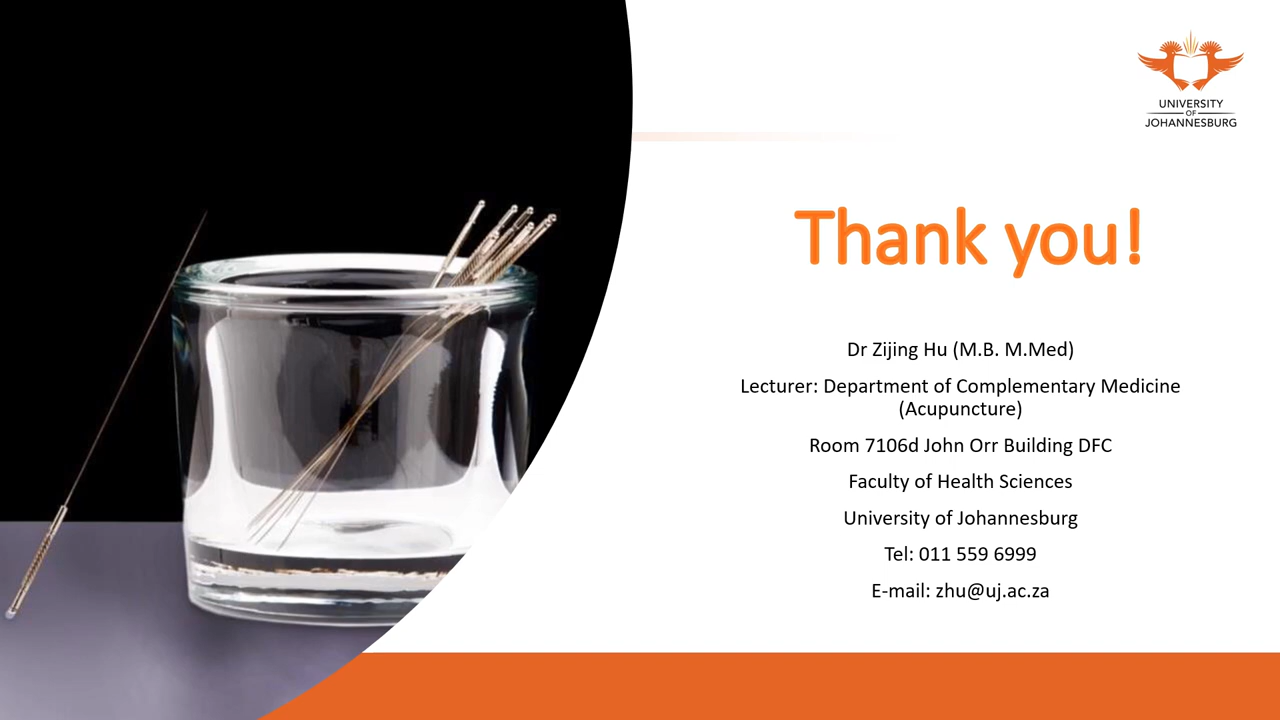 UNIVERSITY
OF
JOHANNESBURG
Thank you!
Dr Zijing Hu (M.B. M.Med)
Lecturer: Department of Complementary Medicine
(Acupuncture)
Room 7106d John Orr Building DFC
Faculty of Health Sciences
University of Johannesburg
Tel: 011 559 6999
E-mail: zhu@uj.ac.za